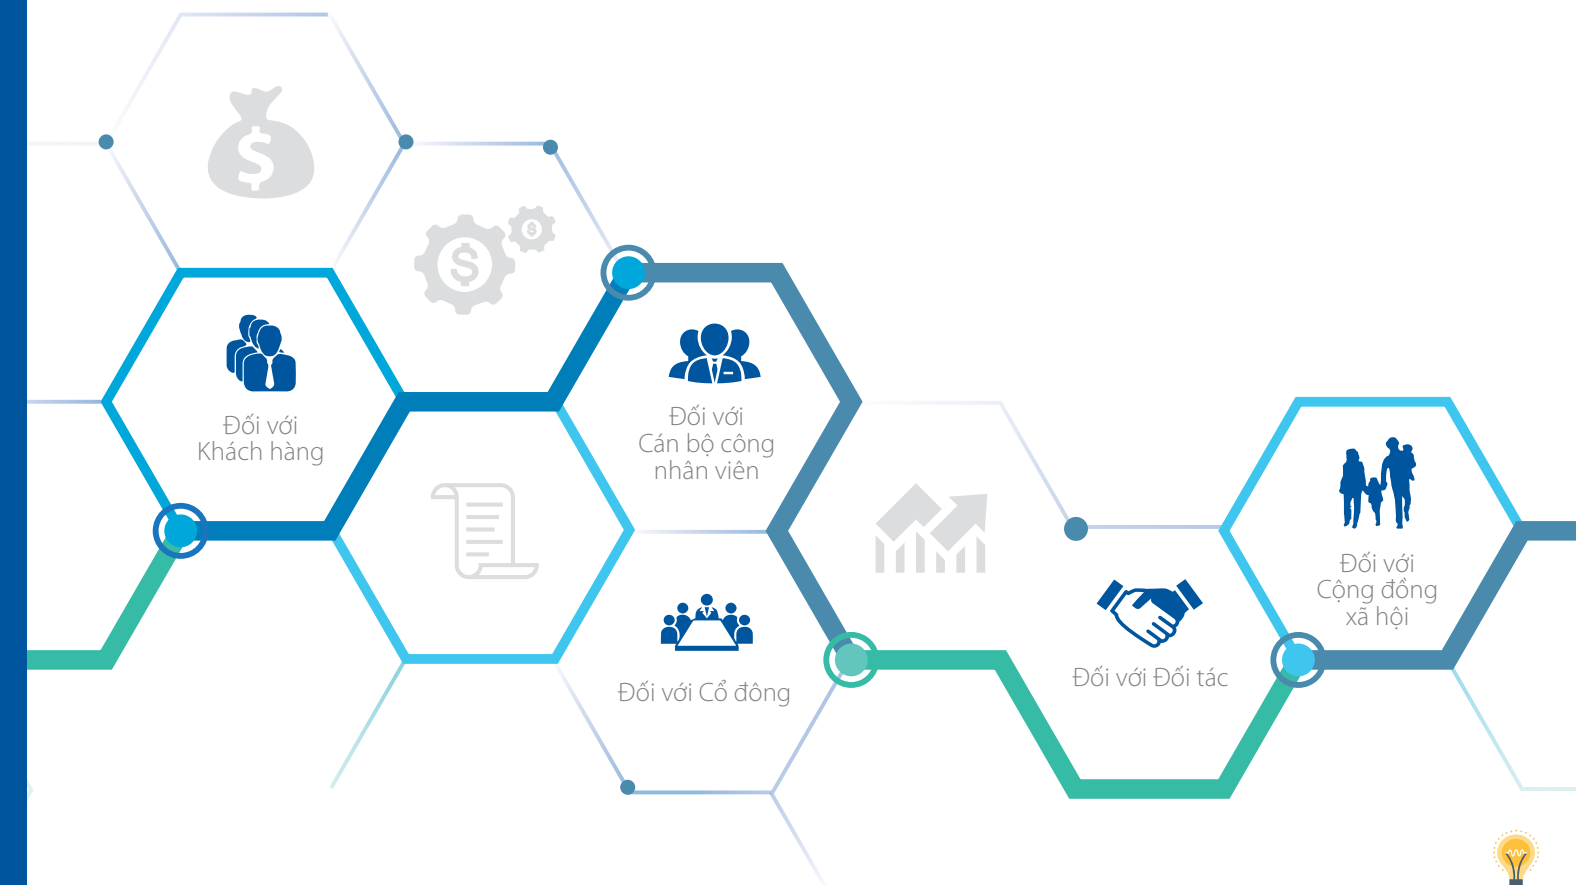 Đối với
Khách hàng
Đối với
Cán bộ công
nhân viên
Đối với Cổ đông
Đối với Đối tác
Đối với
Cộng đồng
xã hội